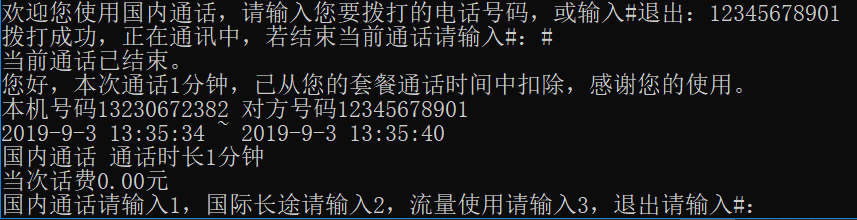 欢迎您使用国内通话，请输入您要拨打的电话号码，或输入#退出：12345678901
拨打成功，正在通讯中，若结束当前通话请输入#：#
当前通话已结束。
您好，本次通话1分钟，已从您的套餐通话时间中扣除，感谢您的使用。
本机号码13230672382 对方号码12345678901
2019-9-3 13:35:34 ~ 2019-9-3 13:35:40
国内通话 通话时长1分钟
当次话费0.00元
国内通话请输入1，国际长途请输入2，流量使用请输入3，退出请输入#：